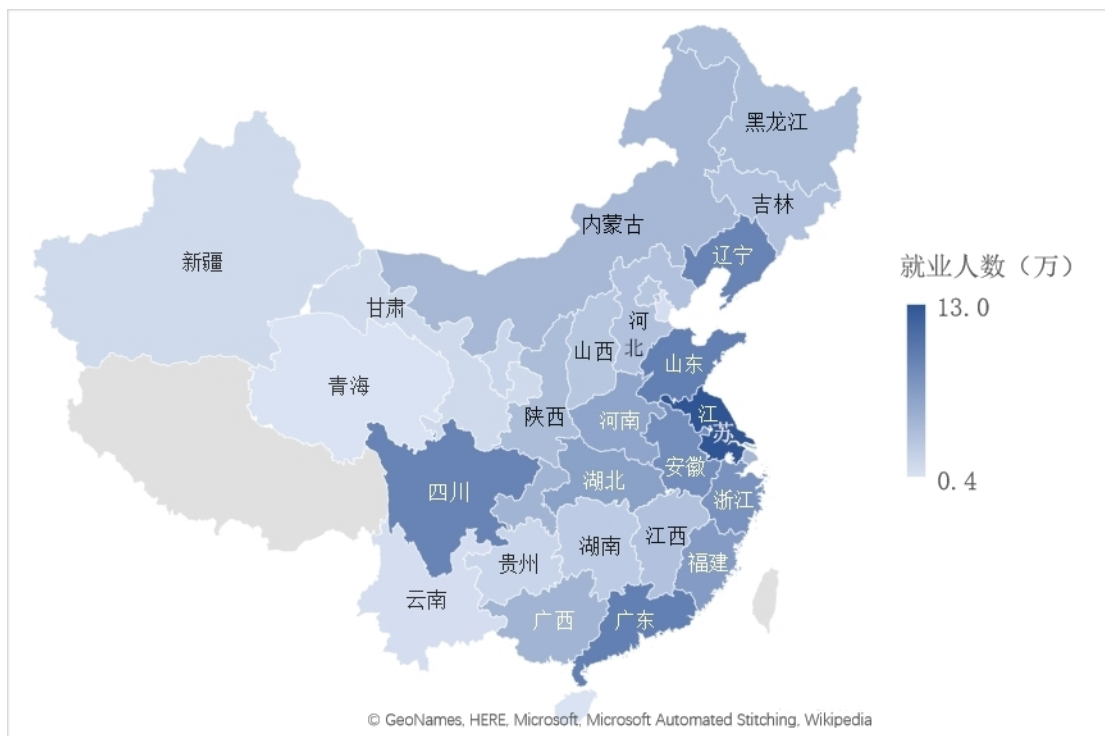 黑龙江
吉林
内蒙古
辽宁
新疆
甘肃
河
北
山西
山东
青海
陕西
河南
江
苏
安徽
四川
湖北
浙江
江西
湖南
贵州
福建
云南
广西
广东
就业人数（万）
13.0
0.4
© GeoNames, HERE, Microsoft, Microsoft Automated Stitching, Wikipedia